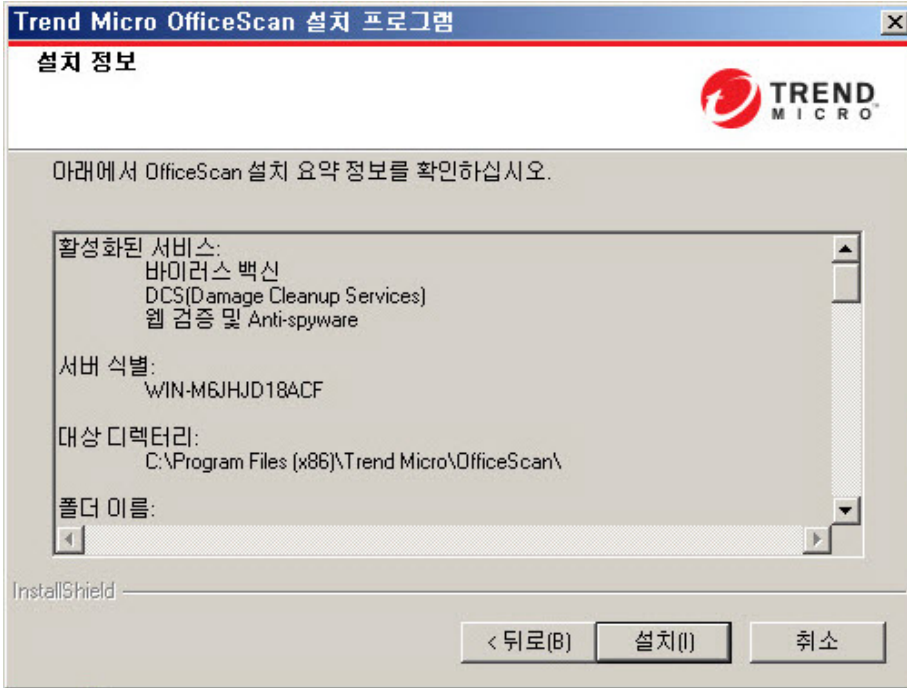 Trend Micro OfficeScan 설치 프로그램
설치 정보
TREND
MICRO
아래에서 OfficeScan 설치 요약 정보를 확인하십시오.
활성화된 서비스:
바이러스 백신
DCS(Damage Cleanup Services)
웹 검증 및 Anti-spyware
서버 식별:
WIN-M6JHJD18ACF
대상 디렉터리:
C:\Program Files (x86)\Trend Micro\OfficeScan\
폴더 이름:
InstallShield
< 뒤로(B)
설치(I)
취소